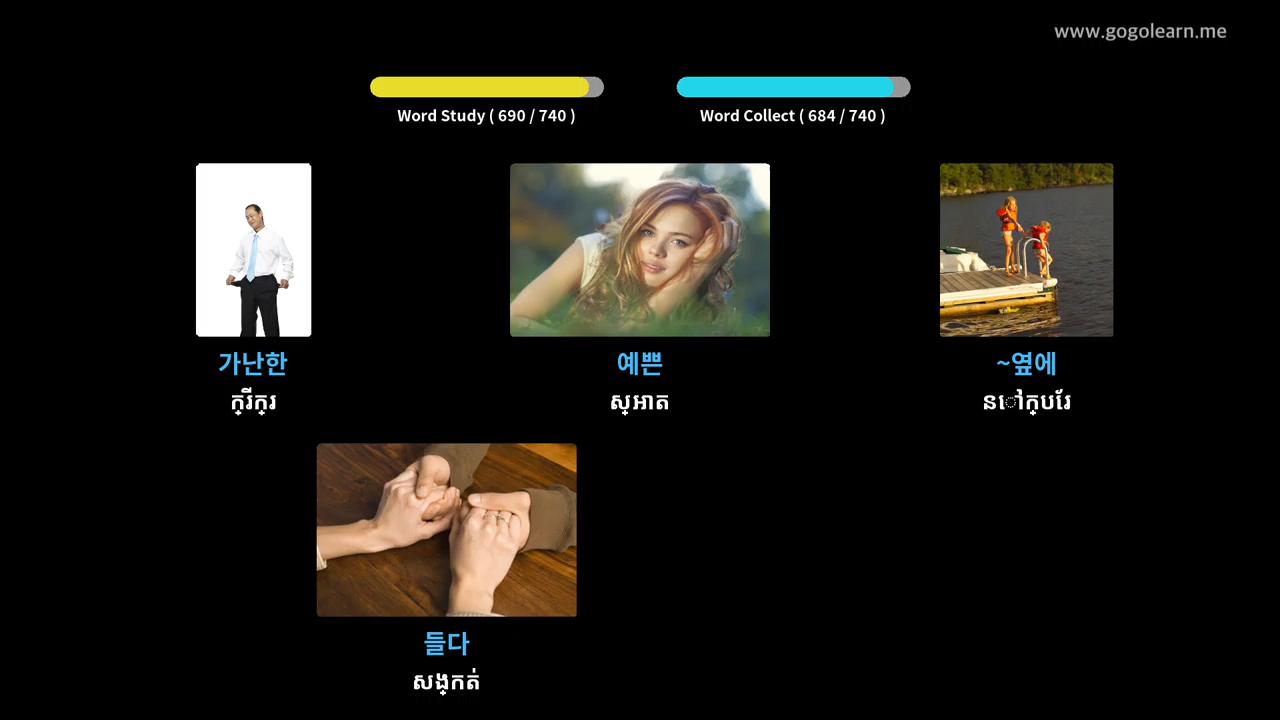 www.gogolearn.me
Word Study ( 690 / 740 )
Word Collect ( 684 / 740 )
가난한
예쁜
~옆에
ក្រីក្រ
ស្អាត
នៅក្បែរ
들다
សង្កត់